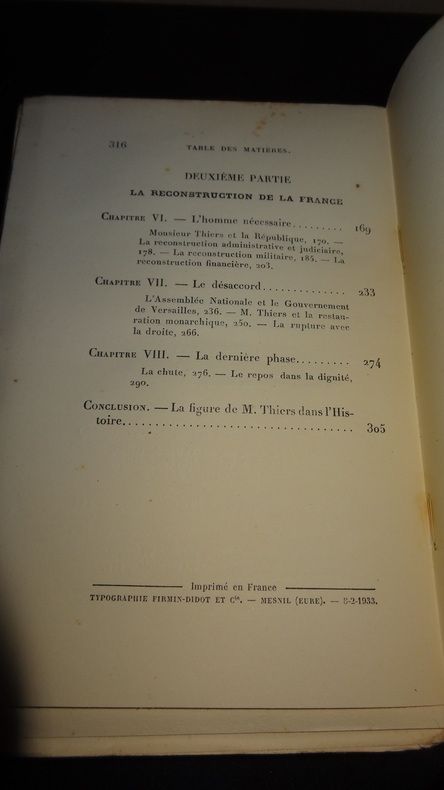 316 TABLE DES MATIÈRES.
DEUXIÈME PARTIE
LA RECONSTRUCTION DE LA FRANCE
CHAPITRE VI. — L'homme nécessaire......... 169
Monsieur Thiers et la République, 170. —
La reconstruction administrative et judiciaire,
178. — La reconstruction militaire, 185. — La
reconstruction financière, 203.
CHAPITRE VII. — Le désaccord.............. 233
L'Assemblée Nationale et le Gouvernement
de Versailles, 236. — M. Thiers et la restau-
ration monarchique, 250. — La rupture avec
la droite, 266.
CHAPITRE VIII. — La dernière phase......... 274
La chute, 276. — Le repos dans la dignité,
290.
CONCLUSION. — La figure de M. Thiers dans l'His-
toire.................................. 305
Imprimé en France
TYPOGRAPHIE FIRMIN-DIDOT ET Cie. — MESNIL (EURE). — 8-2-1933.